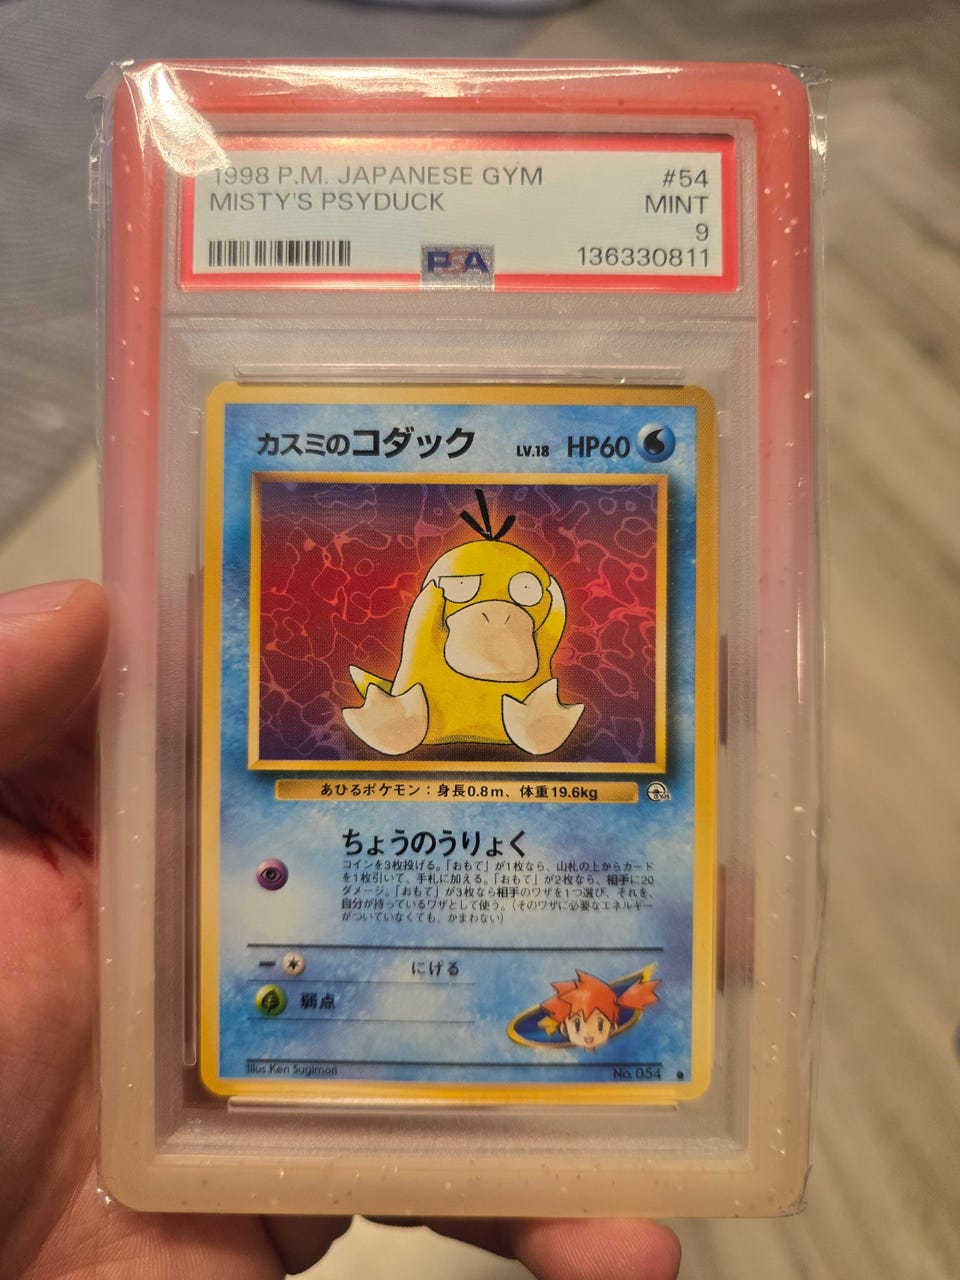 1998 P.M. JAPANESE GYM #54
MISTY'S PSYDUCK MINT
9
PSA 136330811
カスミのコダック LV.18 HP60
あひるポケモン：身長0.8m、体重19.6kg
ちょうのうりょく
コインを3枚投げる。「おもて」が1枚なら、山札の上からカード
を1枚引いて、手札に加える。「おもて」が2枚なら、相手に20
ダメージ。「おもて」が3枚なら相手のワザを1つ選び、それを、
自分が持っているワザとして使う。（そのワザに必要なエネルギー
がついていなくても、かまわない）
にげる
弱点
Illus.Ken Sugimori No. 054